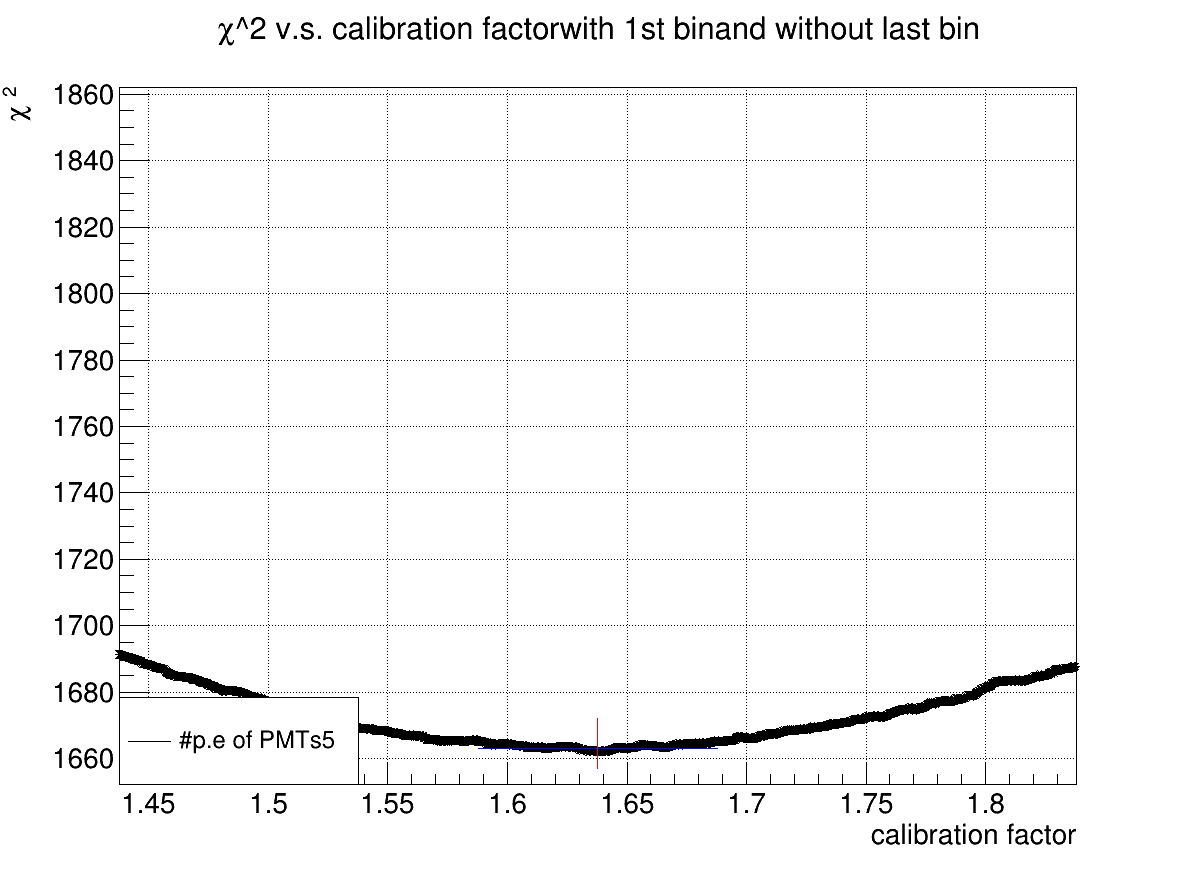 χ^2 v.s. calibration factorwith 1st binand without last bin
χ 2
1860
1840
1820
1800
1780
1760
1740
1720
1700
1680
1660
#p.e of PMTs5
1.45 1.5 1.55 1.6 1.65 1.7 1.75 1.8
calibration factor